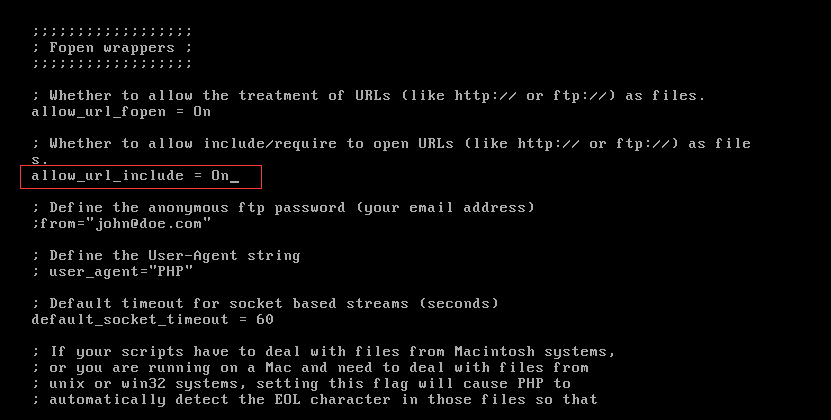 ;;;;;;;;;;;;;;;;;;
; Fopen wrappers ;
;;;;;;;;;;;;;;;;;;
; Whether to allow the treatment of URLs (like http:// or ftp://) as files.
allow_url_fopen = On
; Whether to allow include/require to open URLs (like http:// or ftp://) as file
s.
allow_url_include = On_
; Define the anonymous ftp password (your email address)
;from="john@doe.com"
; Define the User-Agent string
; user_agent="PHP"
; Default timeout for socket based streams (seconds)
default_socket_timeout = 60
; If your scripts have to deal with files from Macintosh systems,
; or you are running on a Mac and need to deal with files from
; unix or win32 systems, setting this flag will cause PHP to
; automatically detect the EOL character in those files so that